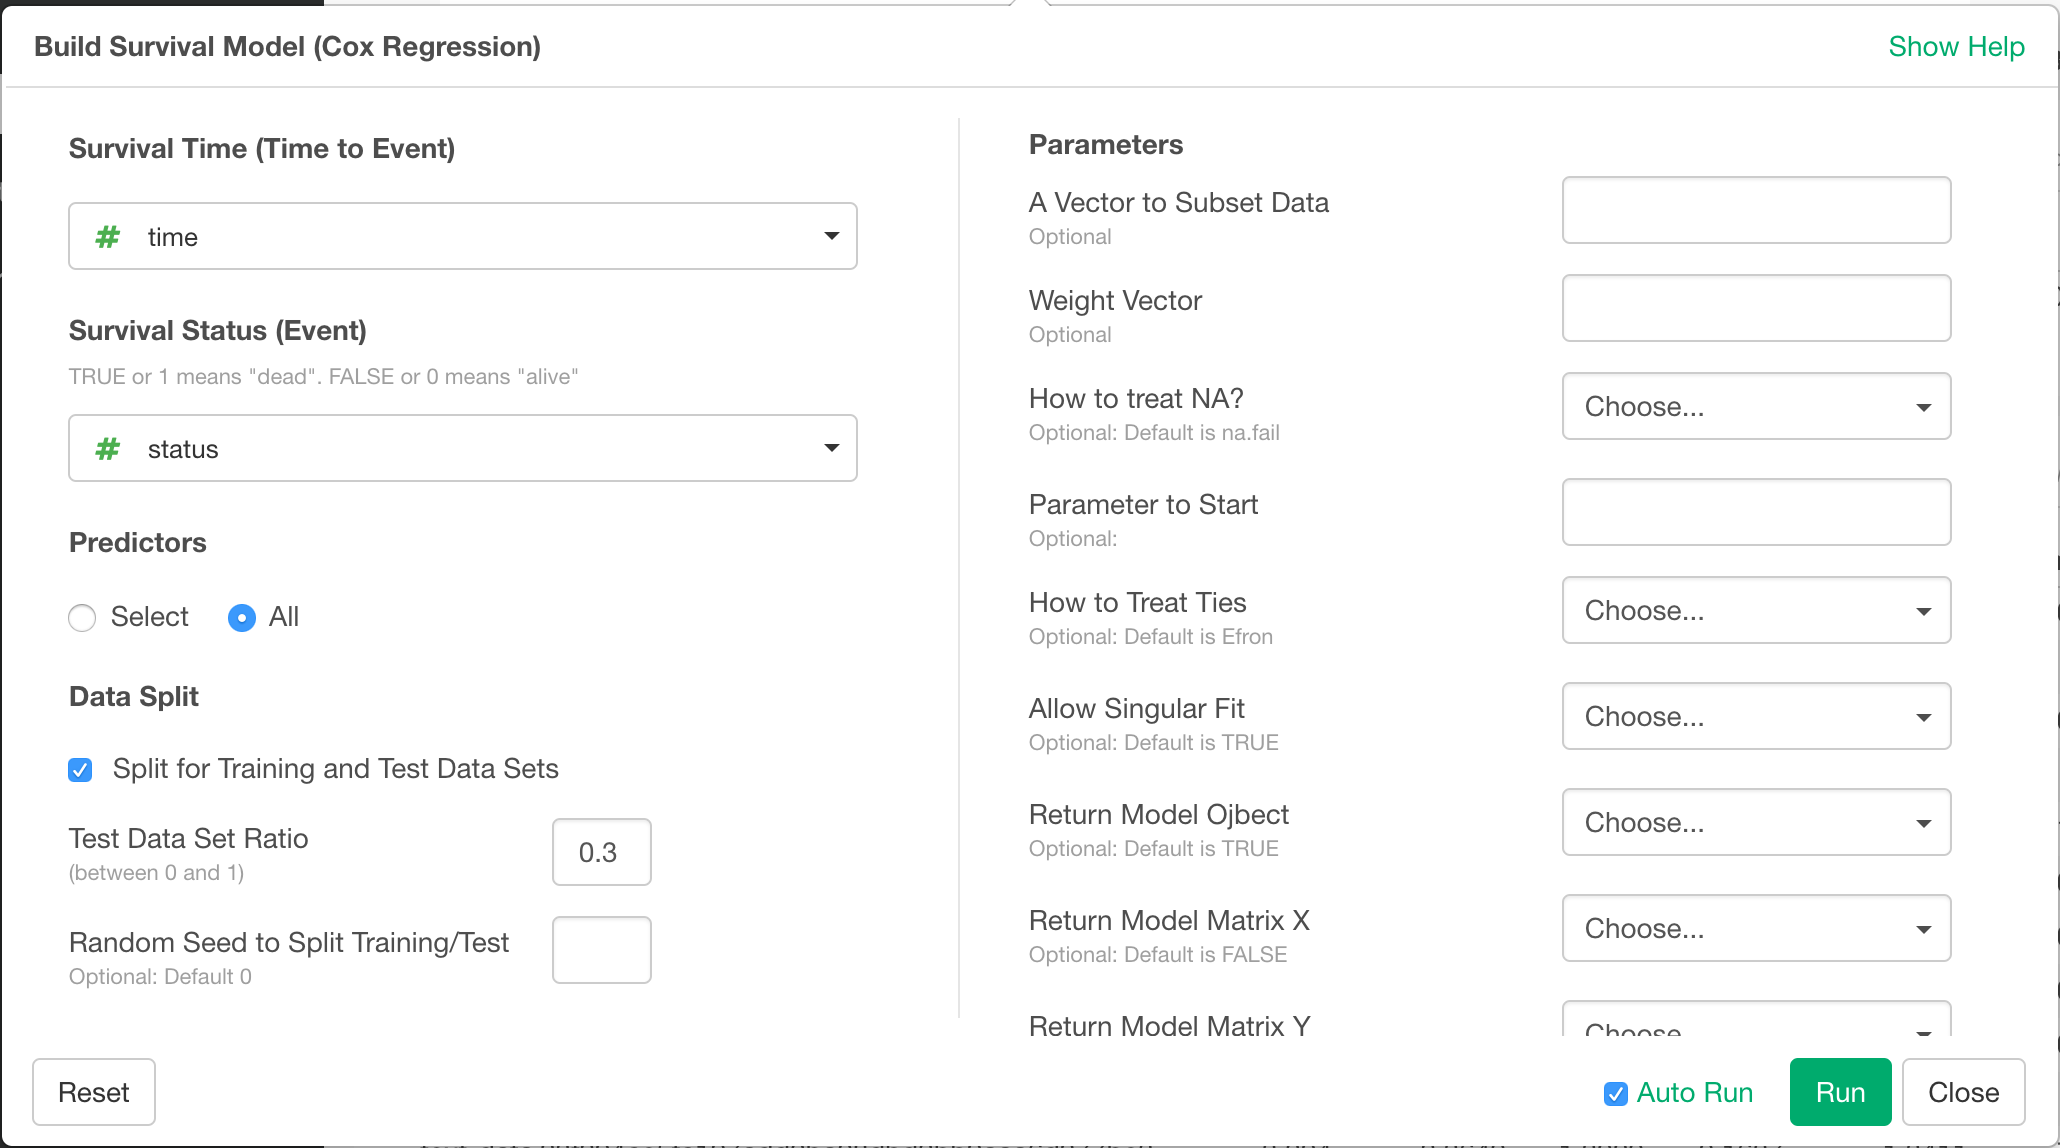 Build Survival Model (Cox Regression)
Show Help
Survival Time (Time to Event)
# time
Survival Status (Event)
TRUE or 1 means "dead". FALSE or 0 means "alive"
# status
Predictors
Select
All
Data Split
Split for Training and Test Data Sets
Test Data Set Ratio
0.3
(between 0 and 1)
Random Seed to Split Training/Test
Optional: Default 0
Parameters
A Vector to Subset Data
Optional
Weight Vector
Optional
How to treat NA?
Choose...
Optional: Default is na.fail
Parameter to Start
Optional:
How to Treat Ties
Choose...
Optional: Default is Efron
Allow Singular Fit
Choose...
Optional: Default is TRUE
Return Model Ojbect
Choose...
Optional: Default is TRUE
Return Model Matrix X
Choose...
Optional: Default is FALSE
Return Model Matrix Y
Choose
Reset
Auto Run
Run
Close